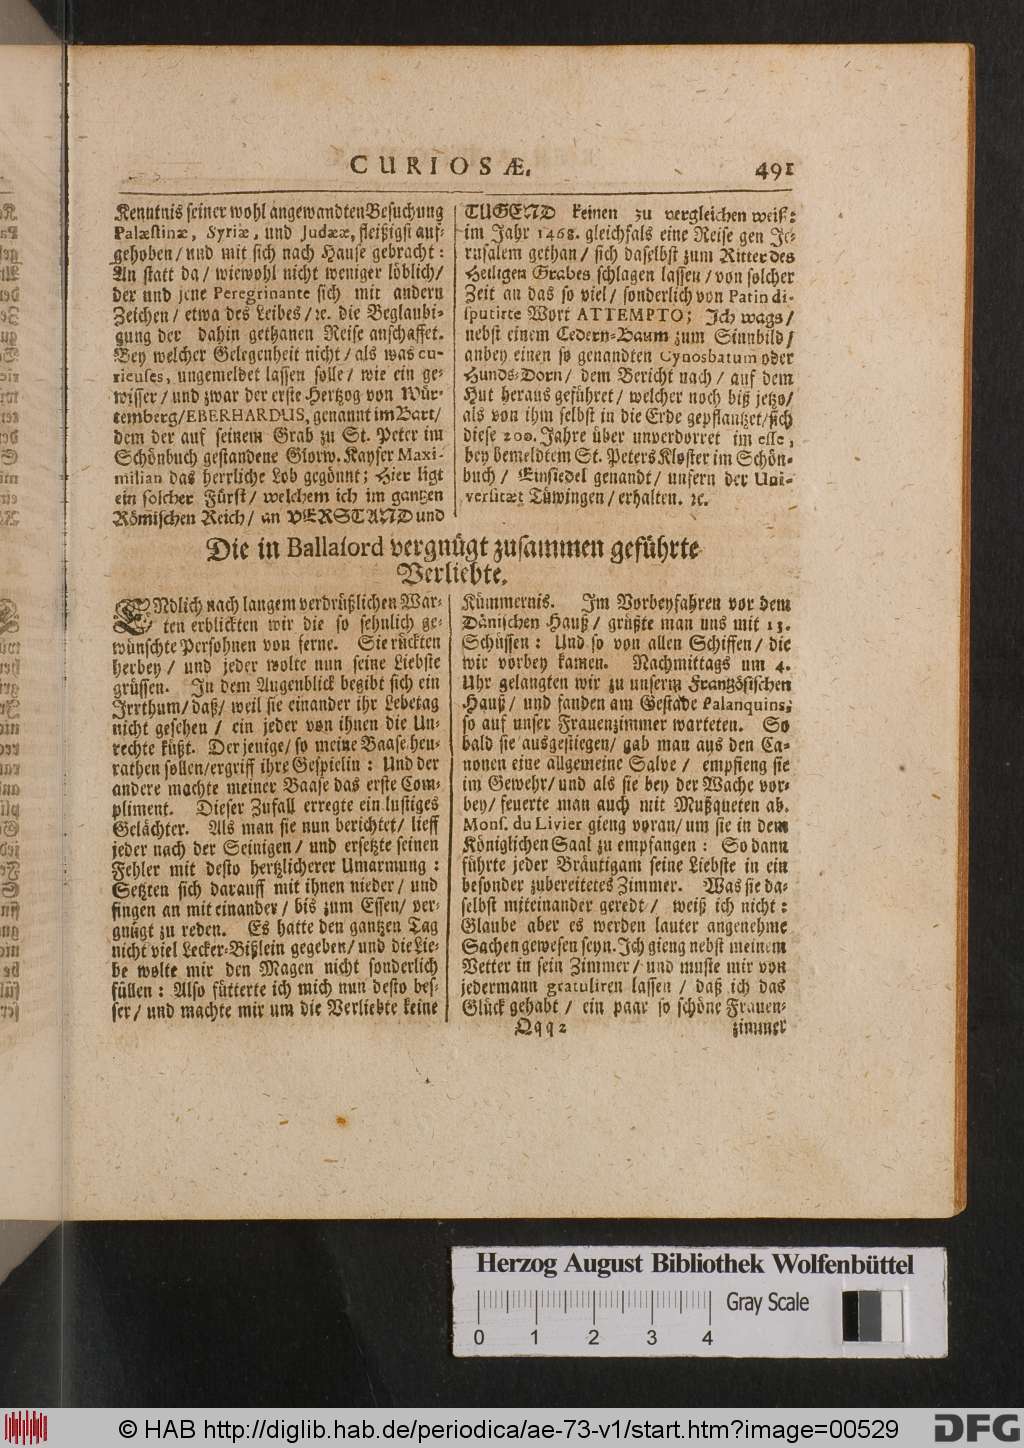 CURIOSÆ. 491
Kenntnis seiner wohl angewandten Besuchung
Palæstinæ, Syriæ, und Judææ, fleißigst auf-
gehoben / und mit sich nach Hause gebracht:
An statt da / wiewohl nicht weniger löblich /
der und jene Peregrinante sich mit andern
Zeichen / etwa des Leibes / ꝛc. die Beglaubi-
gung der dahin gethanen Reise anschaffet.
Bey welcher Gelegenheit nicht / als was cu-
rieuses, ungemeldet lassen solle / wie ein ge-
wisser / und zwar der erste Hertzog von Wür-
temberg / EBERHARDUS, genannt im Bart /
dem der auf seinem Grab zu St. Peter im
Schönbuch gestandene Glorw. Kayser Maxi-
milian das herrliche Lob gegönnt; Hier ligt
ein solcher Fürst / welchem ich im gantzen
Römischen Reich / an VERSTAND und
TUGEND keinen zu vergleichen weiß:
im Jahr 1468. gleichfals eine Reise gen Je-
rusalem gethan / sich daselbst zum Ritter des
Heiligen Grabes schlagen lassen / von solcher
Zeit an das so viel / sonderlich von Patin di-
sputirte Wort ATTEMPTO; Ich wags /
nebst einem Cedern-Baum zum Sinnbild /
anbey einen so genandten Cynosbatum oder
Hunds-Dorn / dem Bericht nach / auf dem
Hut heraus geführet / welcher noch biß jetzo /
als von ihm selbst in die Erde gepflantzet / sich
diese 200. Jahre über unverdorret im esse,
bey bemeldtem St. Peters Kloster im Schön-
buch / Einsiedel genandt / unsern der Uni-
versitæt Tüwingen / erhalten. ꝛc.
Die in Ballasord vergnügt zusammen geführte
Verliebte.
ENdlich nach langem verdrüßlichen War-
ten erblickten wir die so sehnlich ge-
wünschte Persohnen von ferne. Sie rückten
herbey / und jeder wolte nun seine Liebste
grüssen. In dem Augenblick begibt sich ein
Irrthum / daß / weil sie einander ihr Lebetag
nicht gesehen / ein jeder von ihnen die Un-
rechte küßt. Der jenige / so meine Baase heu-
rathen sollen / ergriff ihre Gespielin: Und der
andere machte meiner Baase das erste Com-
pliment. Dieser Zufall erregte ein lustiges
Gelächter. Als man sie nun berichtet / lieff
jeder nach der Seinigen / und ersetzte seinen
Fehler mit desto hertzlicherer Umarmung:
Setzten sich darauff mit ihnen nieder / und
fingen an mit einander / bis zum Essen / ver-
gnügt zu reden. Es hatte den gantzen Tag
nicht viel Lecker-Bißlein gegeben / und die Lie-
be wolte mir den Magen nicht sonderlich
füllen: Also fütterte ich mich nun desto bes-
ser / und machte mir um die Verliebte keine
Kümmernis. Im Vorbeyfahren vor dem
Dänischen Hauß / grüßte man uns mit 13.
Schüssen: Und so von allen Schiffen / die
wir vorbey kamen. Nachmittags um 4.
Uhr gelangten wir zu unserm Frantzösischen
Hauß / und fanden am Gestade Palanquins,
so auf unser Frauenzimmer warteten. So
bald sie ausgestiegen / gab man aus den Ca-
nonen eine allgemeine Salve / empfieng sie
im Gewehr / und als sie bey der Wache vor-
bey / feuerte man auch mit Mußqueten ab.
Mons. du Livier gieng voran / um sie in dem
Königlichen Saal zu empfangen: So dann
führte jeder Bräutigam seine Liebste in ein
besonder zubereitetes Zimmer. Was sie da-
selbst miteinander geredt / weiß ich nicht:
Glaube aber es werden lauter angenehme
Sachen gewesen seyn. Ich gieng nebst meinem
Vetter in sein Zimmer / und muste mir von
jedermann gratuliren lassen / daß ich das
Glück gehabt / ein paar so schöne Frauen-
Qqq 2 zimmer
Herzog August Bibliothek Wolfenbüttel
Gray Scale
0 1 2 3 4
© HAB http://diglib.hab.de/periodica/ae-73-v1/start.htm?image=00529
DFG